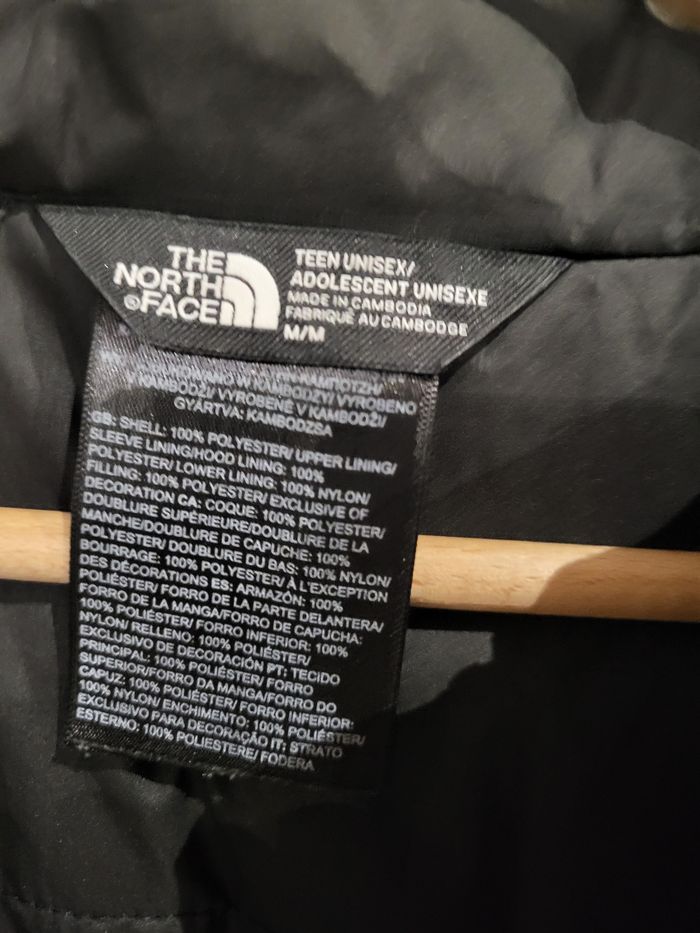 THE
NORTH
FACE
TEEN UNISEX/
ADOLESCENT UNISEXE
MADE IN CAMBODIA
FABRIQUÉ AU CAMBODGE
M/M
W KAMBODŻY/ VYROBENO
KAMBODŽI/ VYROBENÉ V KAMBODŽI/
GYÁRTVA: KAMBODZSA
GB: SHELL: 100% POLYESTER/ UPPER LINING/
SLEEVE LINING/HOOD LINING: 100%
POLYESTER/ LOWER LINING: 100% NYLON/
FILLING: 100% POLYESTER/ EXCLUSIVE OF
DECORATION CA: COQUE: 100% POLYESTER/
DOUBLURE SUPÉRIEURE/DOUBLURE DE LA
MANCHE/DOUBLURE DE CAPUCHE: 100%
POLYESTER/ DOUBLURE DU BAS: 100% NYLON/
BOURRAGE: 100% POLYESTER/ À L'EXCEPTION
DES DÉCORATIONS ES: ARMAZÓN: 100%
POLIÉSTER/ FORRO DE LA PARTE DELANTERA/
FORRO DE LA MANGA/FORRO DE CAPUCHA:
100% POLIÉSTER/ FORRO INFERIOR: 100%
NYLON/ RELLENO: 100% POLIÉSTER/
EXCLUSIVO DE DECORACIÓN PT: TECIDO
PRINCIPAL: 100% POLIÉSTER/ FORRO
SUPERIOR/FORRO DA MANGA/FORRO DO
CAPUZ: 100% POLIÉSTER/ FORRO INFERIOR:
100% NYLON/ ENCHIMENTO: 100% POLIÉSTER/
EXCLUSIVO PARA DECORAÇÃO IT: STRATO
ESTERNO: 100% POLIESTERE/ FODERA